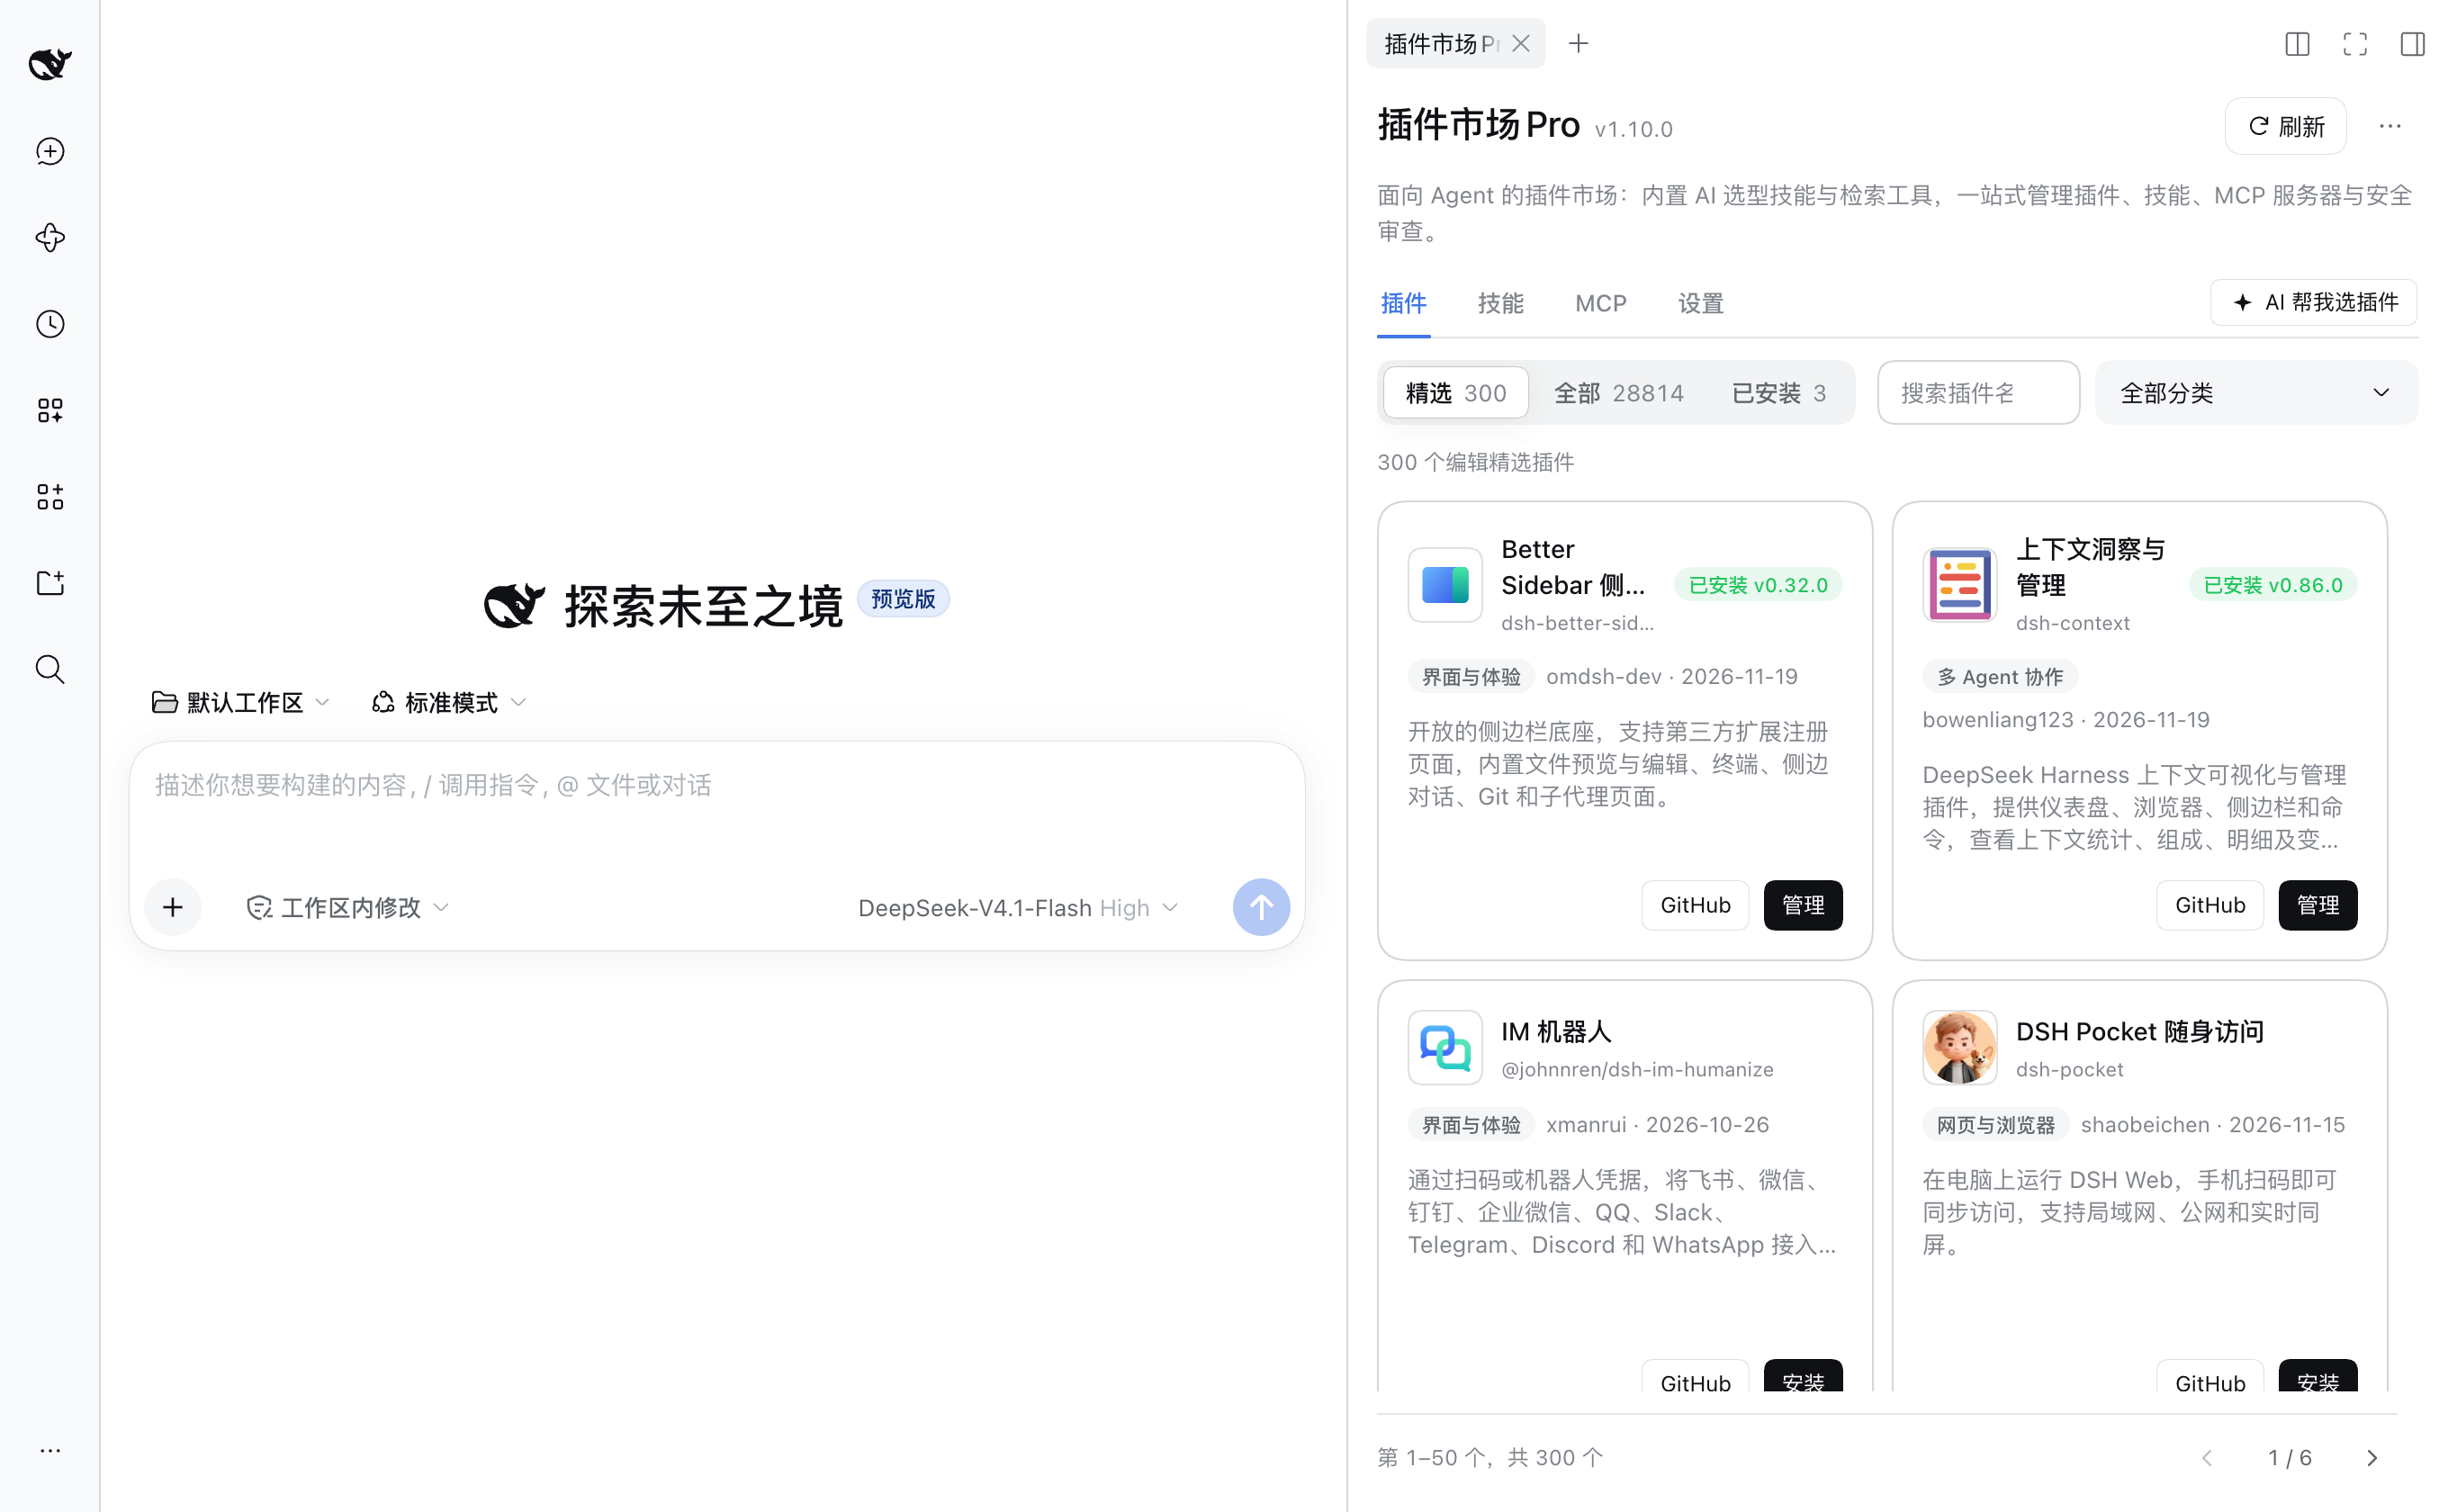 探索未至之境 预览版
默认工作区 标准模式
描述你想要构建的内容, / 调用指令, @ 文件或对话
工作区内修改 DeepSeek-V4.1-Flash High
插件市场
插件市场 Pro v1.10.0
刷新
面向 Agent 的插件市场：内置 AI 选型技能与检索工具，一站式管理插件、技能、MCP 服务器与安全
审查。
插件 技能 MCP 设置
AI 帮我选插件
精选 300 全部 28814 已安装 3
搜索插件名
全部分类
300 个编辑精选插件
Better
Sidebar 侧...
已安装 v0.32.0
dsh-better-sid...
界面与体验 omdsh-dev · 2026-11-19
开放的侧边栏底座，支持第三方扩展注册
页面，内置文件预览与编辑、终端、侧边
对话、Git 和子代理页面。
GitHub 管理
上下文洞察与
管理
已安装 v0.86.0
dsh-context
多 Agent 协作
bowenliang123 · 2026-11-19
DeepSeek Harness 上下文可视化与管理
插件，提供仪表盘、浏览器、侧边栏和命
令，查看上下文统计、组成、明细及变...
GitHub 管理
IM 机器人
@johnnren/dsh-im-humanize
界面与体验 xmanrui · 2026-10-26
通过扫码或机器人凭据，将飞书、微信、
钉钉、企业微信、QQ、Slack、
Telegram、Discord 和 WhatsApp 接入...
GitHub 安装
DSH Pocket 随身访问
dsh-pocket
网页与浏览器 shaobeichen · 2026-11-15
在电脑上运行 DSH Web，手机扫码即可
同步访问，支持局域网、公网和实时同
屏。
GitHub 安装
第 1–50 个，共 300 个
1 / 6